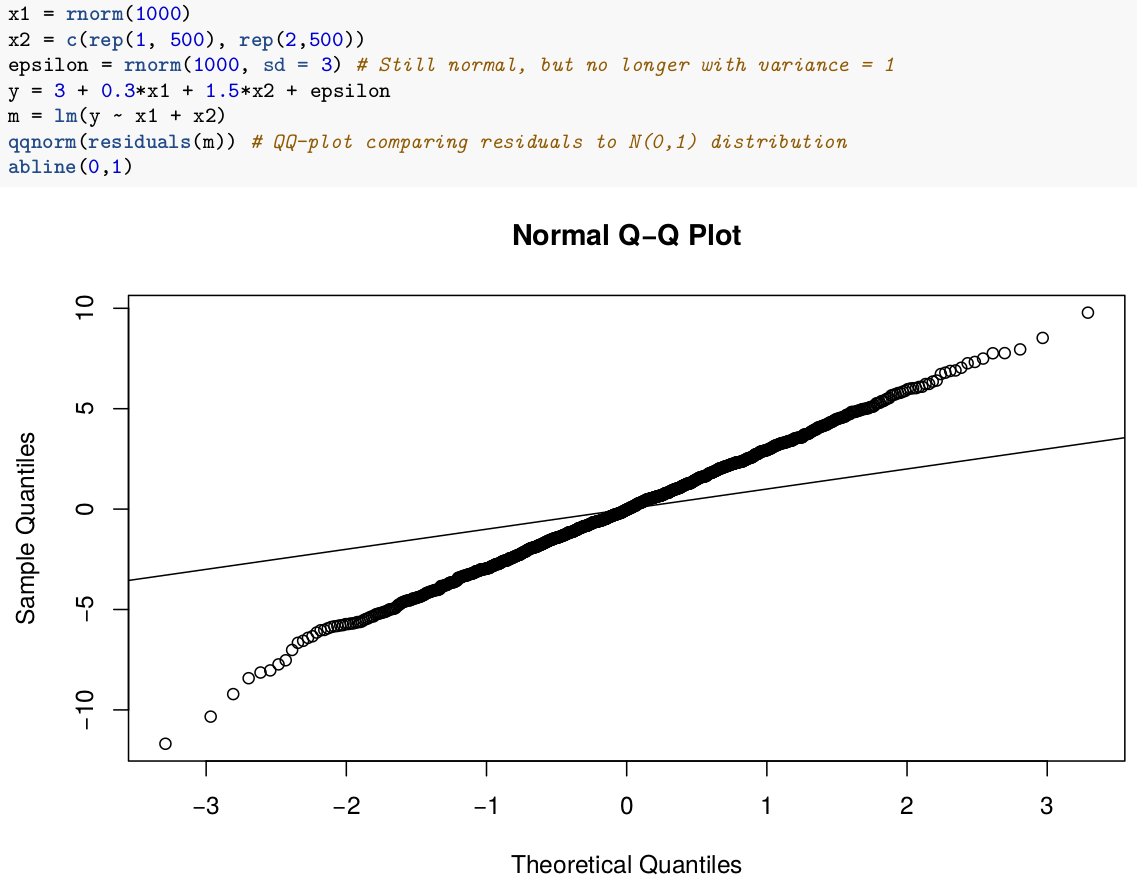 x1 = rnorm(1000)
x2 = c(rep(1, 500), rep(2,500))
epsilon = rnorm(1000, sd = 3) # Still normal, but no longer with variance = 1
y = 3 + 0.3*x1 + 1.5*x2 + epsilon
m = lm(y ~ x1 + x2)
qqnorm(residuals(m)) # QQ-plot comparing residuals to N(0,1) distribution
abline(0,1)
Normal Q−Q Plot
10
5
0
−5
−10
Sample Quantiles
−3 −2 −1 0 1 2 3
Theoretical Quantiles